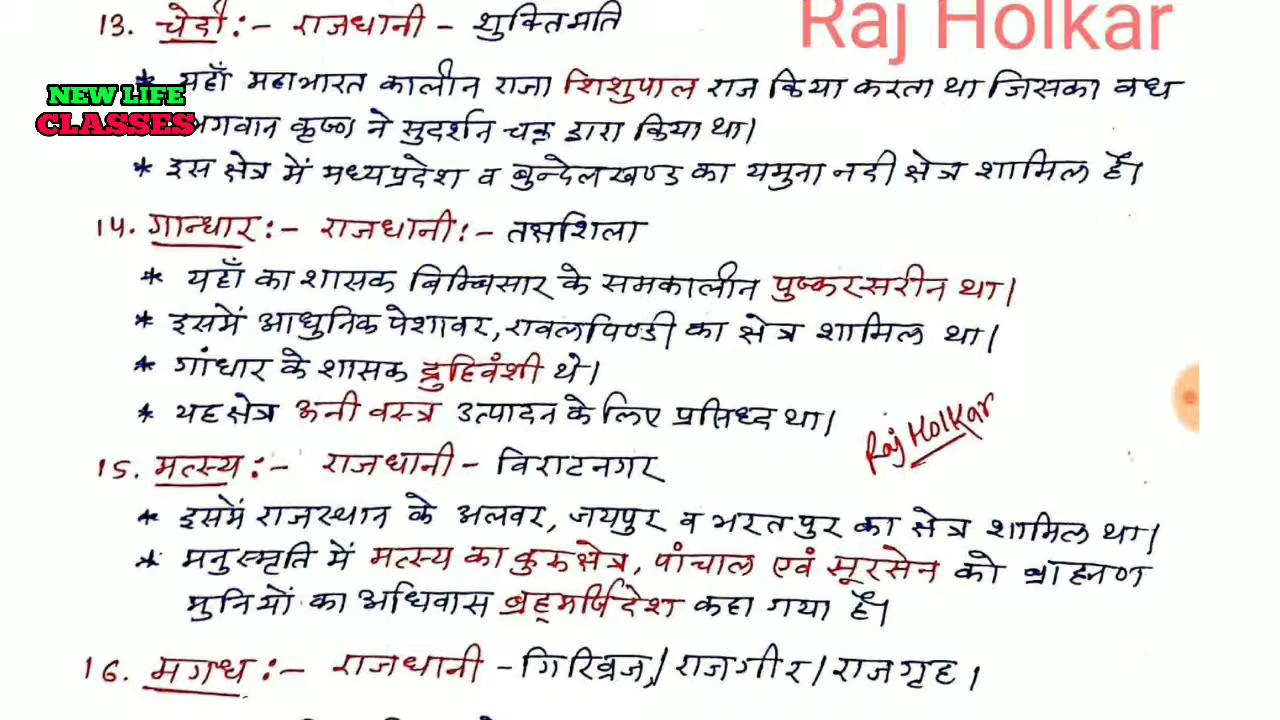 Raj Holkar
13. चेदी:- राजधानी - शुक्तिमति
* यहाँ महाभारत कालीन राजा शिशुपाल राज किया करता था जिसका वध
NEW LIFE
CLASSES
भगवान कृष्ण ने सुदर्शन चक्र द्वारा किया था।
* इस क्षेत्र में मध्यप्रदेश व बुन्देलखण्ड का यमुना नदी क्षेत्र शामिल है।
14. गान्धार:- राजधानी:- तक्षशिला
* यहाँ का शासक बिम्बिसार के समकालीन पुष्करसरीन था।
* इसमें आधुनिक पेशावर, रावलपिण्डी का क्षेत्र शामिल था।
* गांधार के शासक द्रुहिवंशी थे।
* यह क्षेत्र ऊनी वस्त्र उत्पादन के लिए प्रसिध्द था।
Raj Holkar
15. मत्स्य:- राजधानी - विराटनगर
* इसमें राजस्थान के अलवर, जयपुर व भरतपुर का क्षेत्र शामिल था।
* मनुस्मृति में मत्स्य का कुरुक्षेत्र, पांचाल एवं सूरसेन को ब्राह्मण
मुनियों का अधिवास ब्रह्मर्षि देश कहा गया है।
16. मगध:- राजधानी - गिरिव्रज/राजगीर/राजगृह।